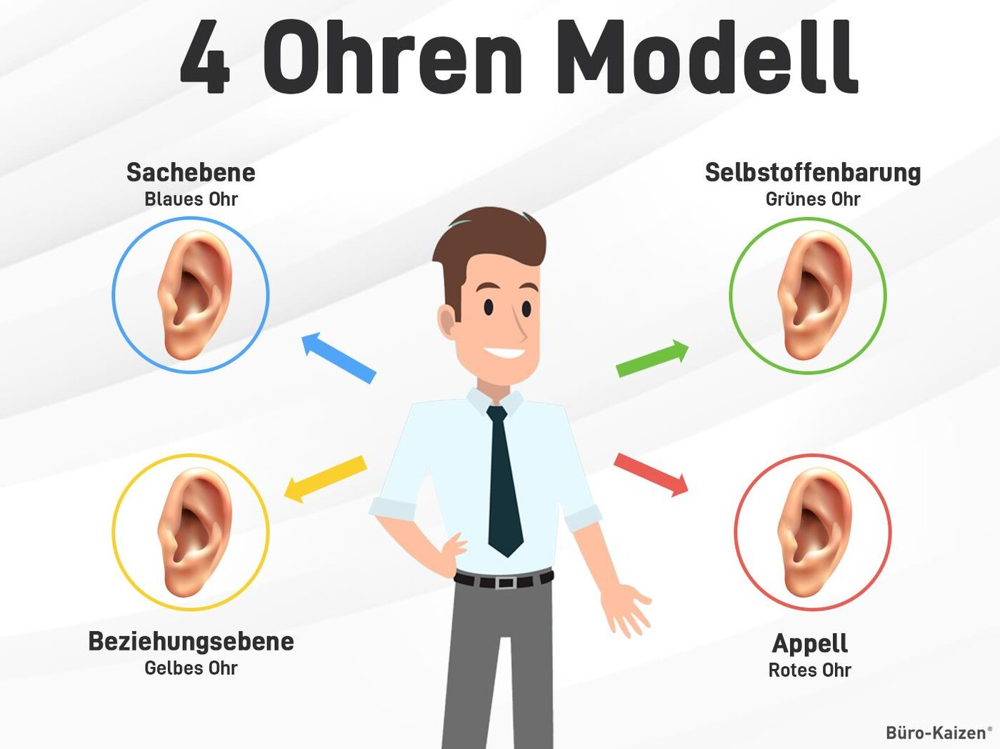 4 Ohren Modell
Sachebene
Blaues Ohr
Selbstoffenbarung
Grünes Ohr
Beziehungsebene
Gelbes Ohr
Appell
Rotes Ohr
Büro-Kaizen®